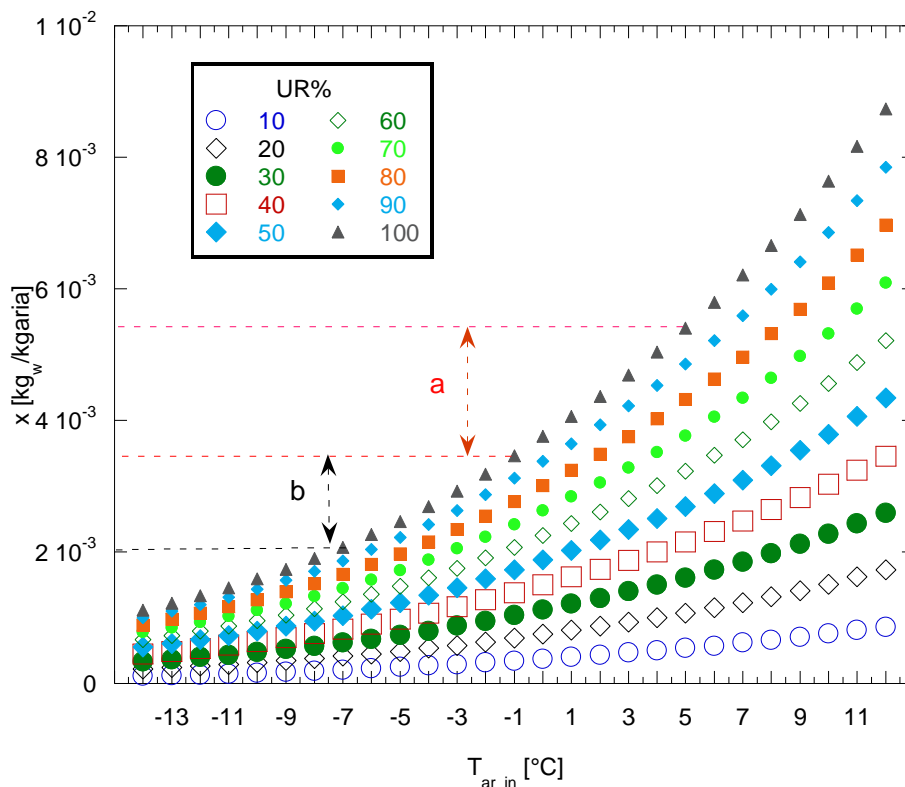 1 10⁻²
8 10⁻³
6 10⁻³
4 10⁻³
2 10⁻³
0
x [kg_w/kgaria]
UR%
10 60
20 70
30 80
40 90
50 100
a
b
-13 -11 -9 -7 -5 -3 -1 1 3 5 7 9 11
T_ar_in [°C]